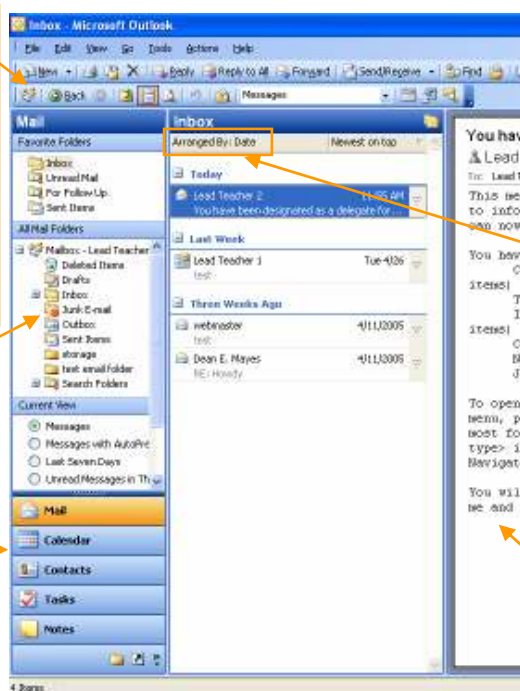 Inbox - Microsoft Outlook
File Edit View Go Tools Actions Help
New Reply Reply to All Forward Send/Receive Find
Back Messages
Mail
Favorite Folders
Inbox
Unread Mail
For Follow Up
Sent Items
All Mail Folders
Mailbox - Lead Teacher
Deleted Items
Drafts
Inbox
Junk E-mail
Outbox
Sent Items
storage
test email folder
Search Folders
Current View
Messages
Messages with AutoPre
Last Seven Days
Unread Messages in Th
Mail
Calendar
Contacts
Tasks
Notes
4 Items
Inbox
Arranged By: Date Newest on top
Today
Lead Teacher 2 11:55 AM
You have been designated as a delegate for ...
Last Week
Lead Teacher 1 Tue 4/26
test
Three Weeks Ago
webmaster 4/11/2005
test
Dean E. Mayes 4/11/2005
RE: Howdy
You hav
Lead
To: Lead
This me
to info
can now
You hav
C
items)
T
I
items)
C
N
J
To open
menu, p
most fo
type> i
Navigat
You wil
me and